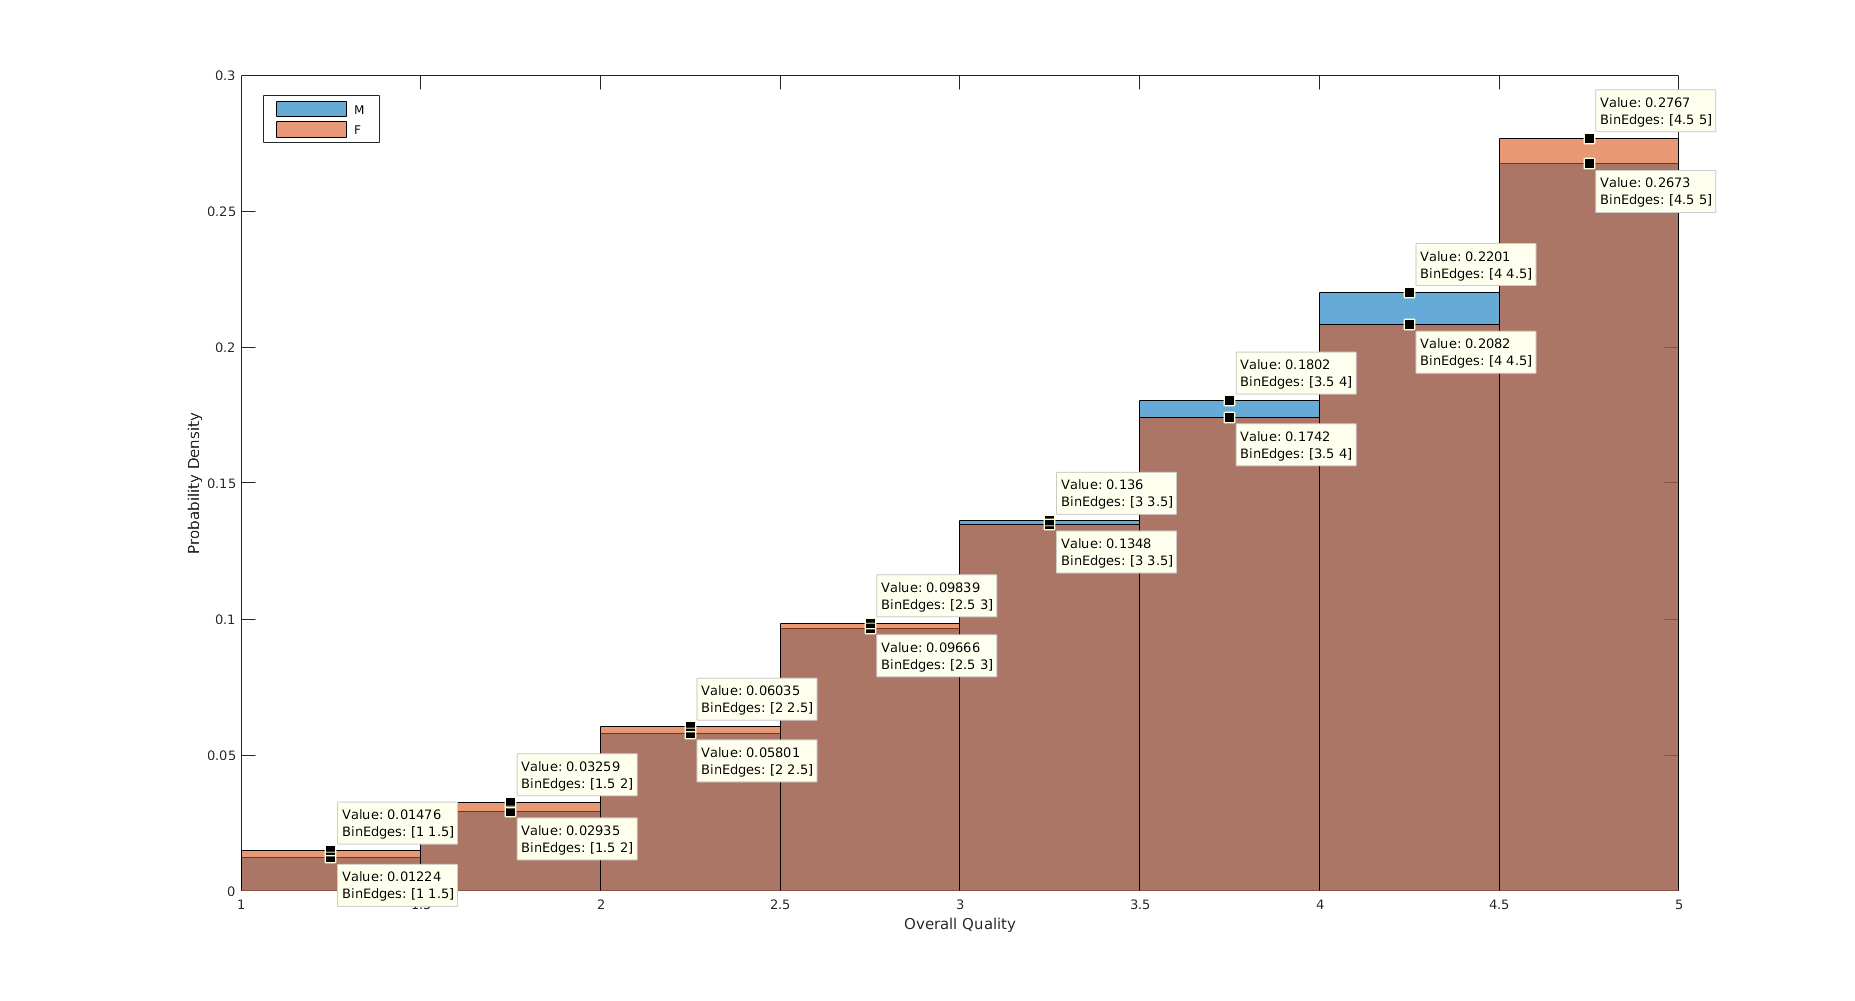 0.3
0.25
0.2
0.15
0.1
0.05
0
Probability Density
M
F
Value: 0.01476
BinEdges: [1 1.5]
Value: 0.01224
BinEdges: [1 1.5]
Value: 0.03259
BinEdges: [1.5 2]
Value: 0.02935
BinEdges: [1.5 2]
Value: 0.06035
BinEdges: [2 2.5]
Value: 0.05801
BinEdges: [2 2.5]
Value: 0.09839
BinEdges: [2.5 3]
Value: 0.09666
BinEdges: [2.5 3]
Value: 0.136
BinEdges: [3 3.5]
Value: 0.1348
BinEdges: [3 3.5]
Value: 0.1802
BinEdges: [3.5 4]
Value: 0.1742
BinEdges: [3.5 4]
Value: 0.2201
BinEdges: [4 4.5]
Value: 0.2082
BinEdges: [4 4.5]
Value: 0.2767
BinEdges: [4.5 5]
Value: 0.2673
BinEdges: [4.5 5]
1 1.5 2 2.5 3 3.5 4 4.5 5
Overall Quality